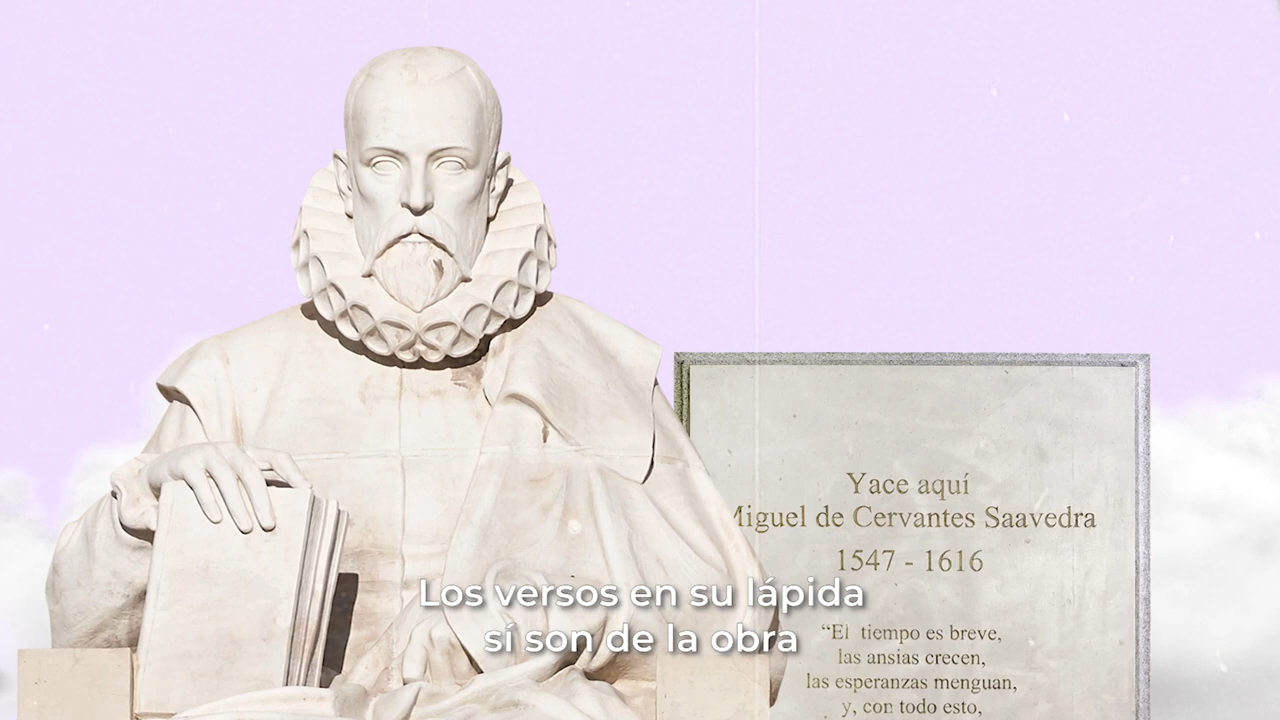 Yace aquí
Miguel de Cervantes Saavedra
1547 - 1616
“El tiempo es breve,
las ansias crecen,
las esperanzas menguan,
y, con todo esto,
Los versos en su lápida
sí son de la obra